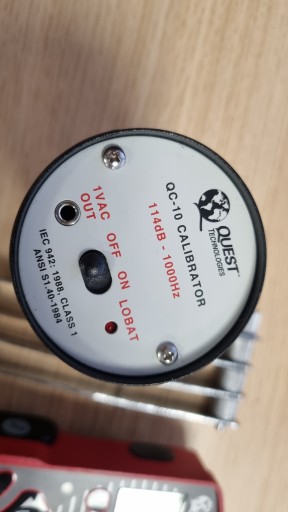 QUEST
TECHNOLOGIES
QC-10 CALIBRATOR
114dB - 1000Hz
1VAC OFF ON LOBAT
OUT
IEC 942: 1988, CLASS 1
ANSI S1.40-1984